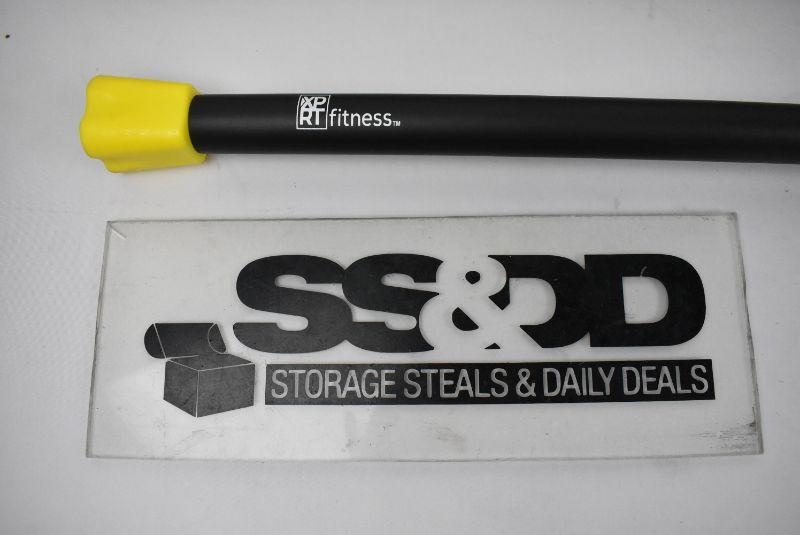 XP
RT fitness™
SS&DD
STORAGE STEALS & DAILY DEALS